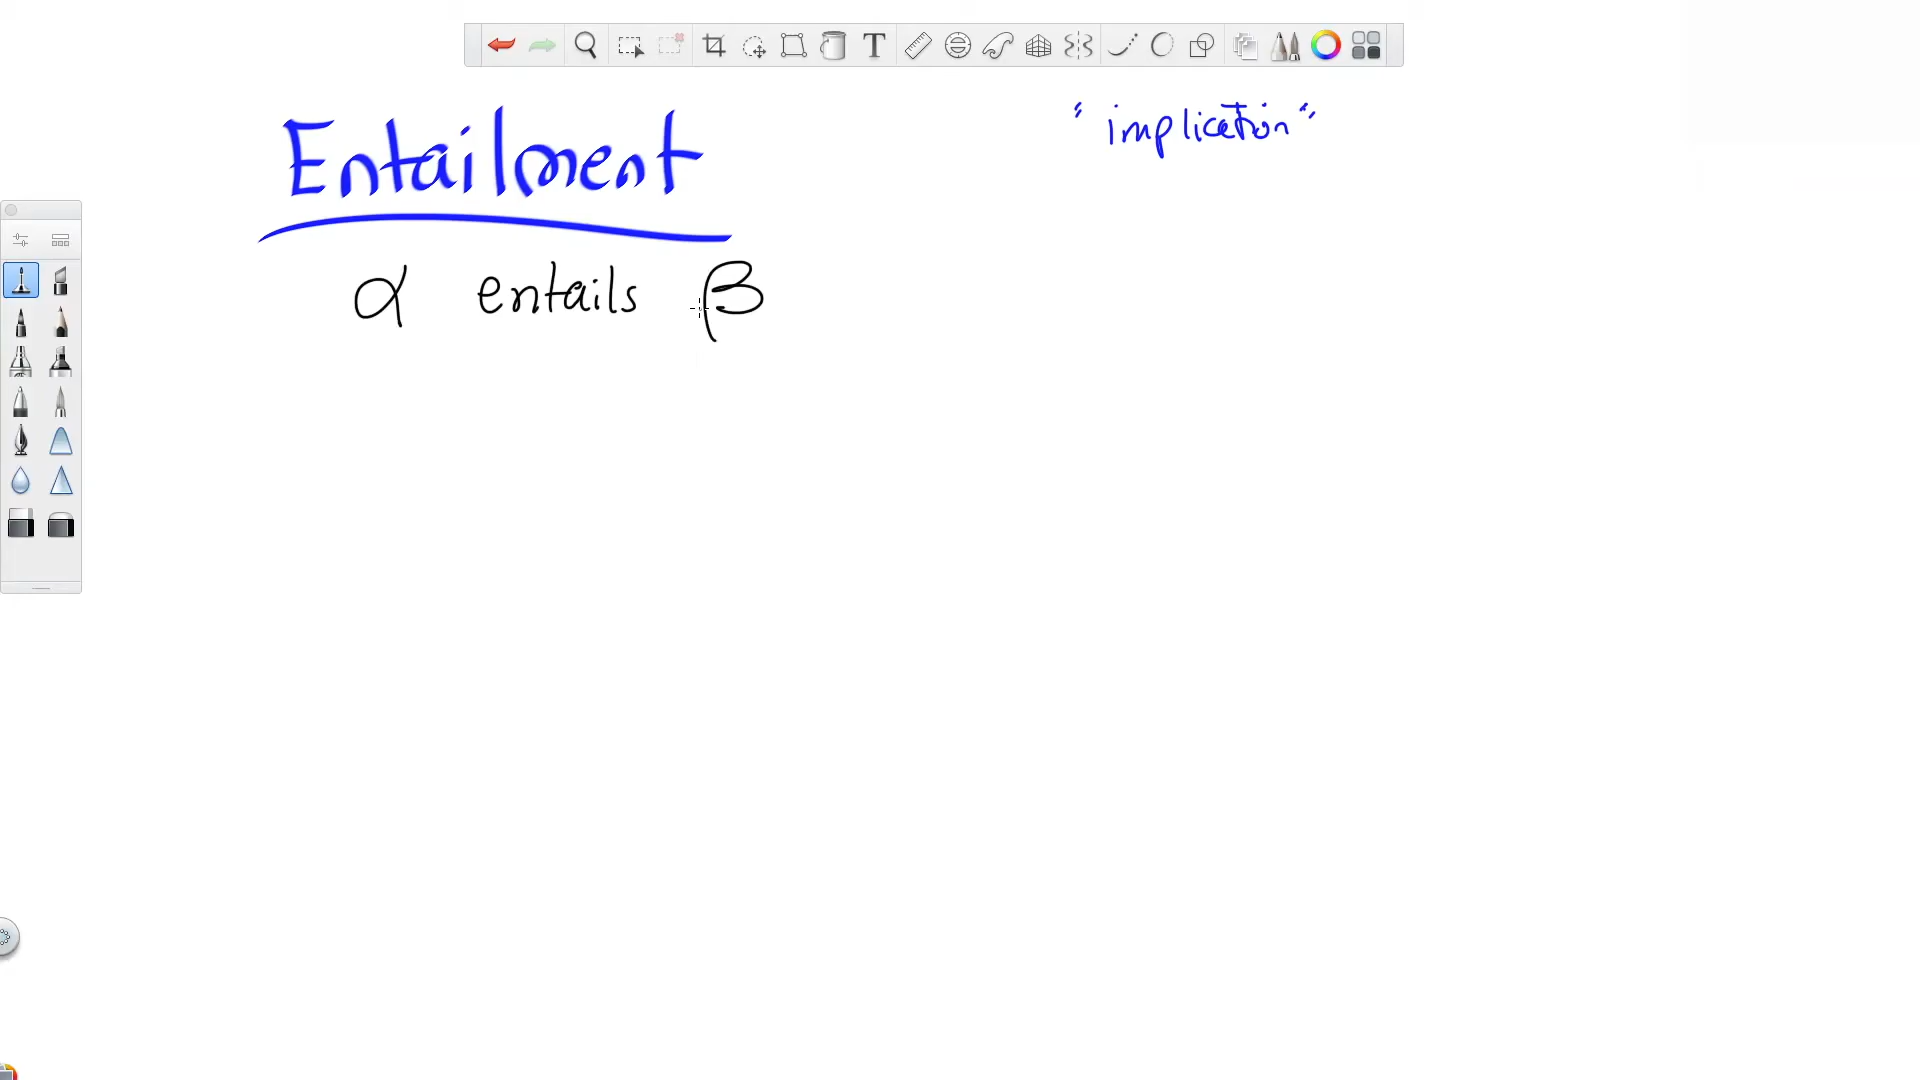 Entailment
"implication"
α entails β